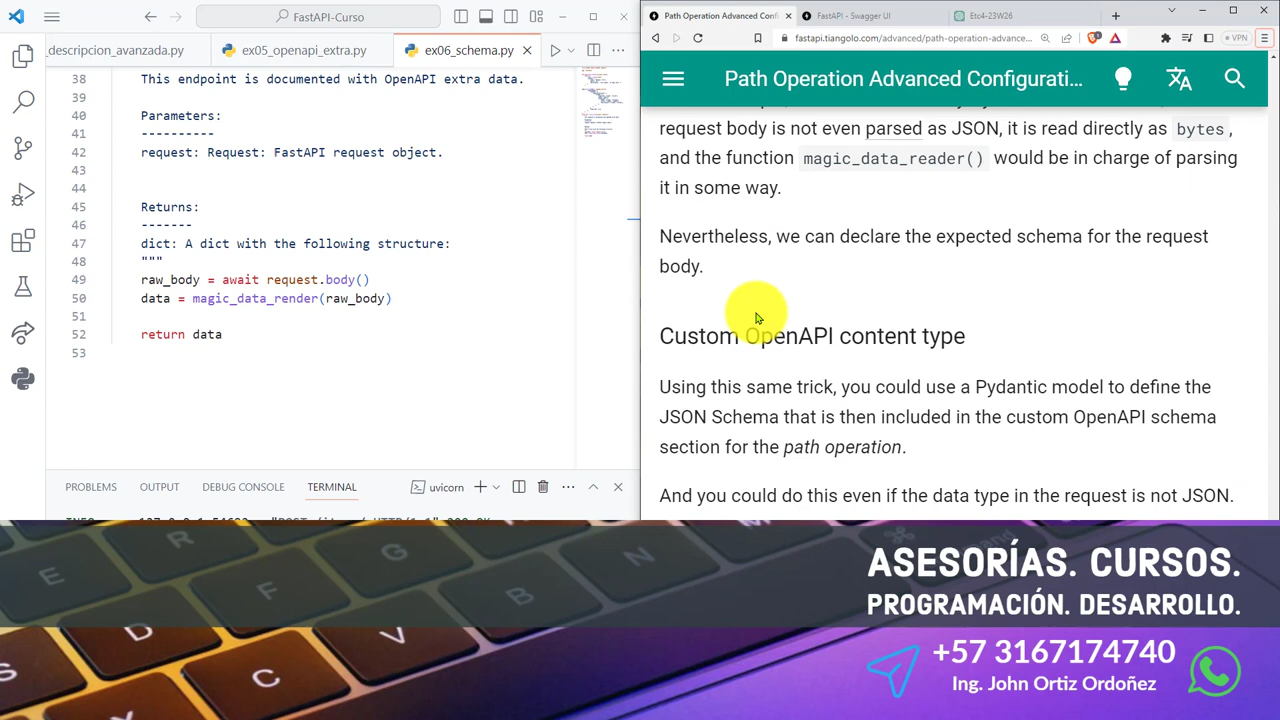 FastAPI-Curso
_descripcion_avanzada.py
ex05_openapi_extra.py
ex06_schema.py
38 This endpoint is documented with OpenAPI extra data.
39
40 Parameters:
41 ----------
42 request: Request: FastAPI request object.
43
44
45 Returns:
46 -------
47 dict: A dict with the following structure:
48 """
49 raw_body = await request.body()
50 data = magic_data_render(raw_body)
51
52 return data
53
PROBLEMS OUTPUT DEBUG CONSOLE TERMINAL
uvicorn
Path Operation Advanced Confi
FastAPI - Swagger UI
Etc4-23W26
fastapi.tiangolo.com/advanced/path-operation-advance...
VPN
Path Operation Advanced Configurati...
request body is not even parsed as JSON, it is read directly as bytes,
and the function magic_data_reader() would be in charge of parsing
it in some way.
Nevertheless, we can declare the expected schema for the request
body.
Custom OpenAPI content type
Using this same trick, you could use a Pydantic model to define the
JSON Schema that is then included in the custom OpenAPI schema
section for the path operation.
And you could do this even if the data type in the request is not JSON.
ASESORÍAS. CURSOS.
PROGRAMACIÓN. DESARROLLO.
+57 3167174740
Ing. John Ortiz Ordoñez